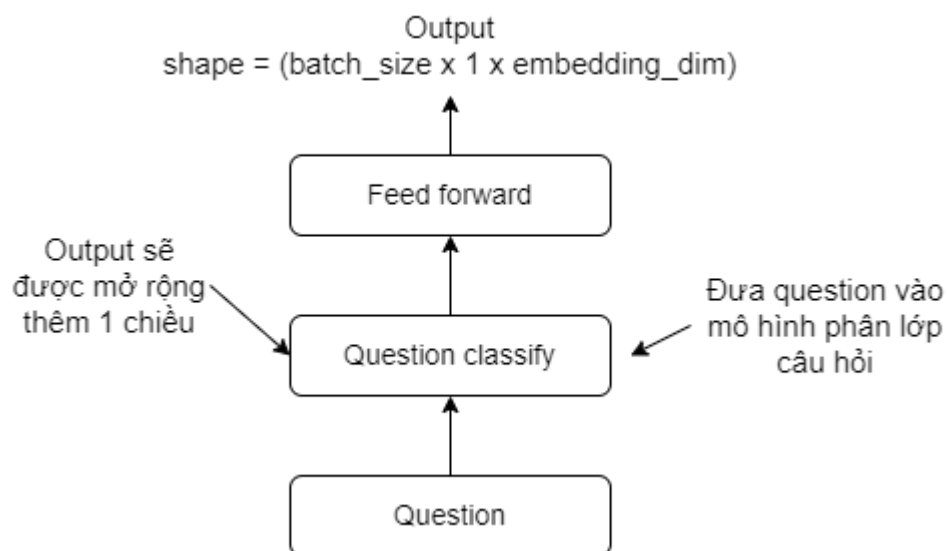 Output
shape = (batch_size x 1 x embedding_dim)
Feed forward
Output sẽ
được mở rộng
thêm 1 chiều
Question classify
Đưa question vào
mô hình phân lớp
câu hỏi
Question